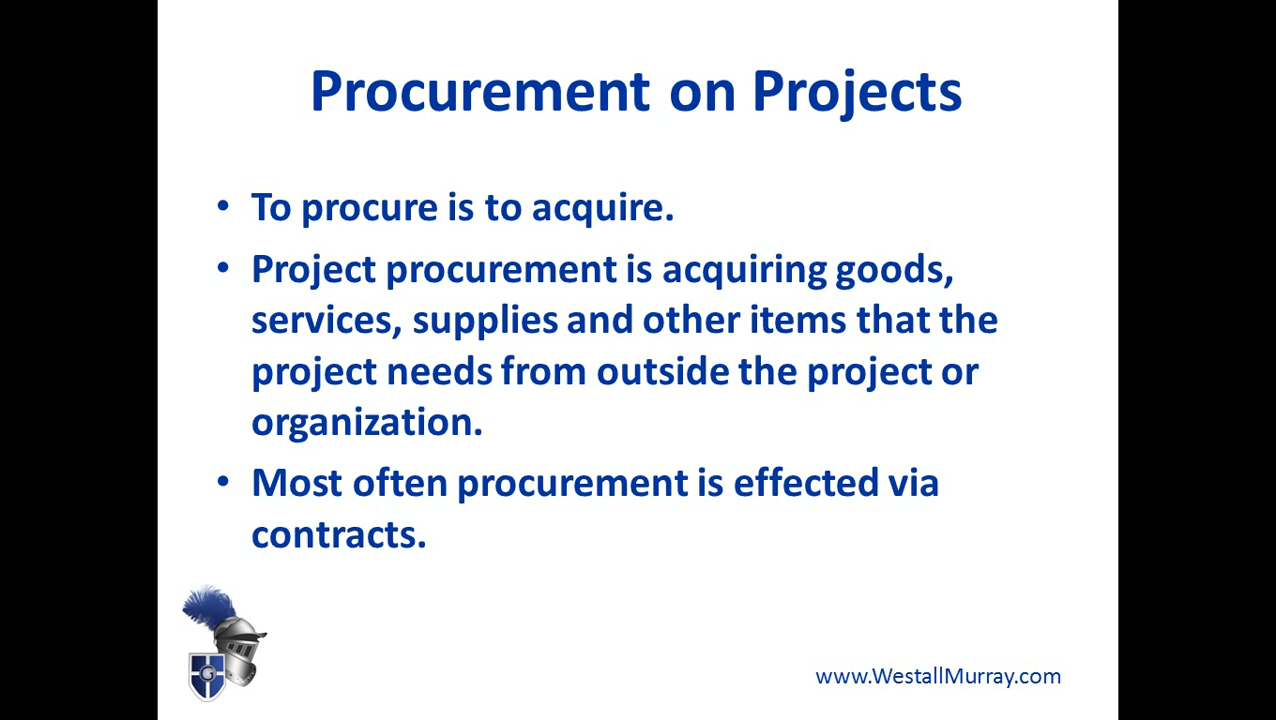 Procurement on Projects
• To procure is to acquire.
• Project procurement is acquiring goods,
services, supplies and other items that the
project needs from outside the project or
organization.
• Most often procurement is effected via
contracts.
G
www.WestallMurray.com